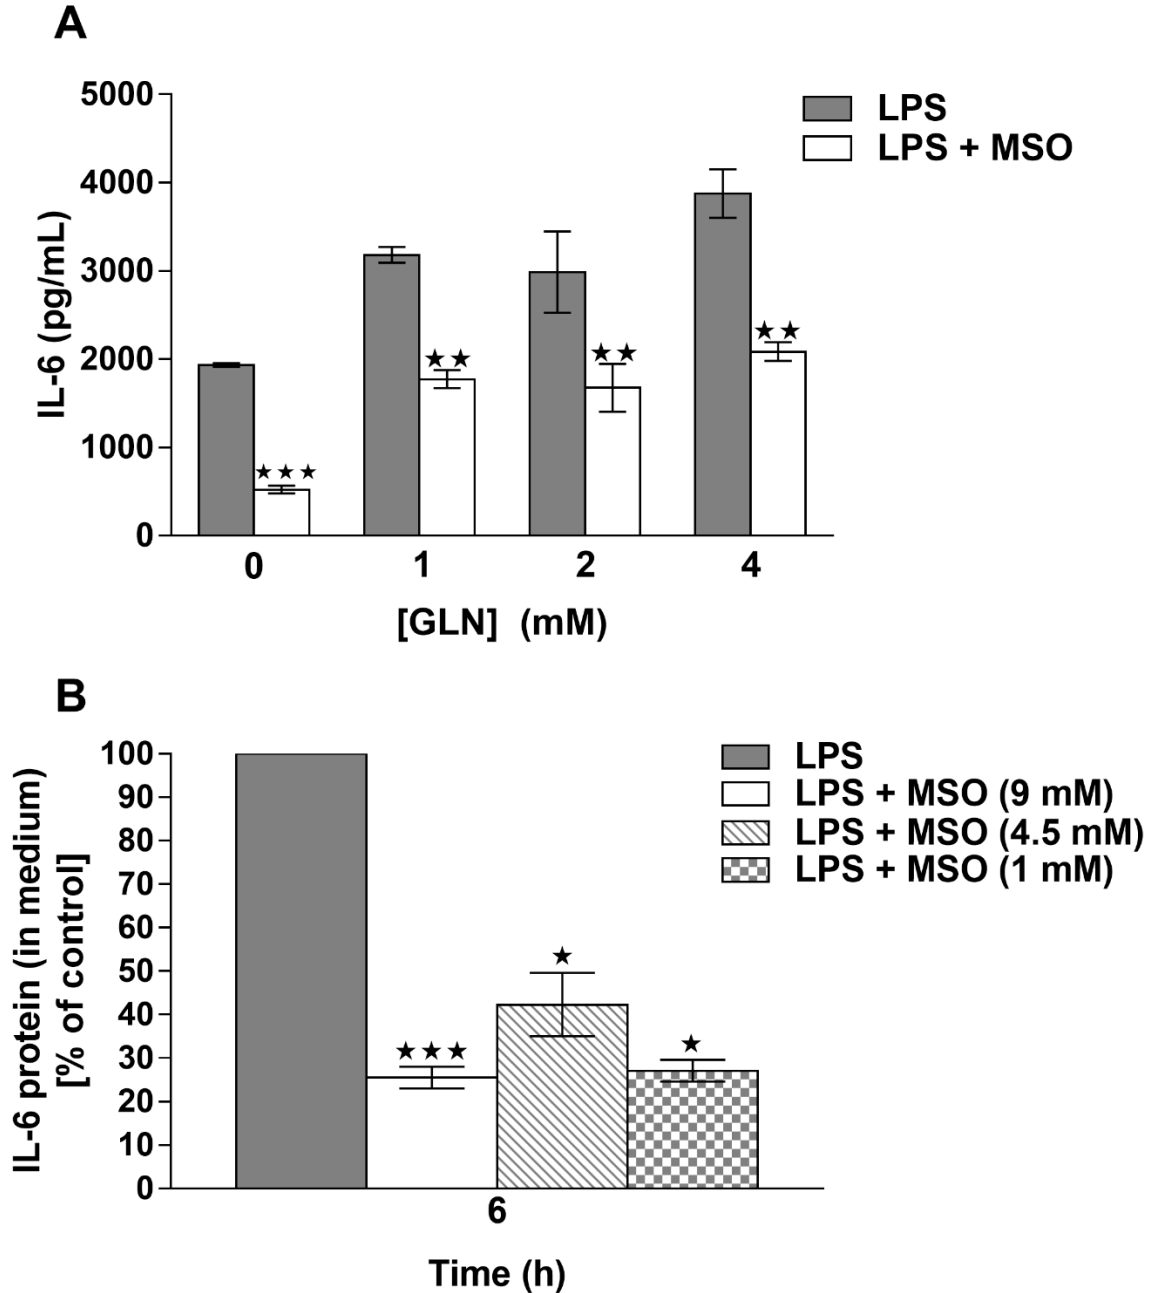 A
5000
4000
3000
2000
1000
0
IL-6 (pg/mL)
LPS
LPS + MSO
★★★
★★
★★
★★
0 1 2 4
[GLN] (mM)
B
100
90
80
70
60
50
40
30
20
10
0
IL-6 protein (in medium)
[% of control]
LPS
LPS + MSO (9 mM)
LPS + MSO (4.5 mM)
LPS + MSO (1 mM)
★★★
★
★
6
Time (h)